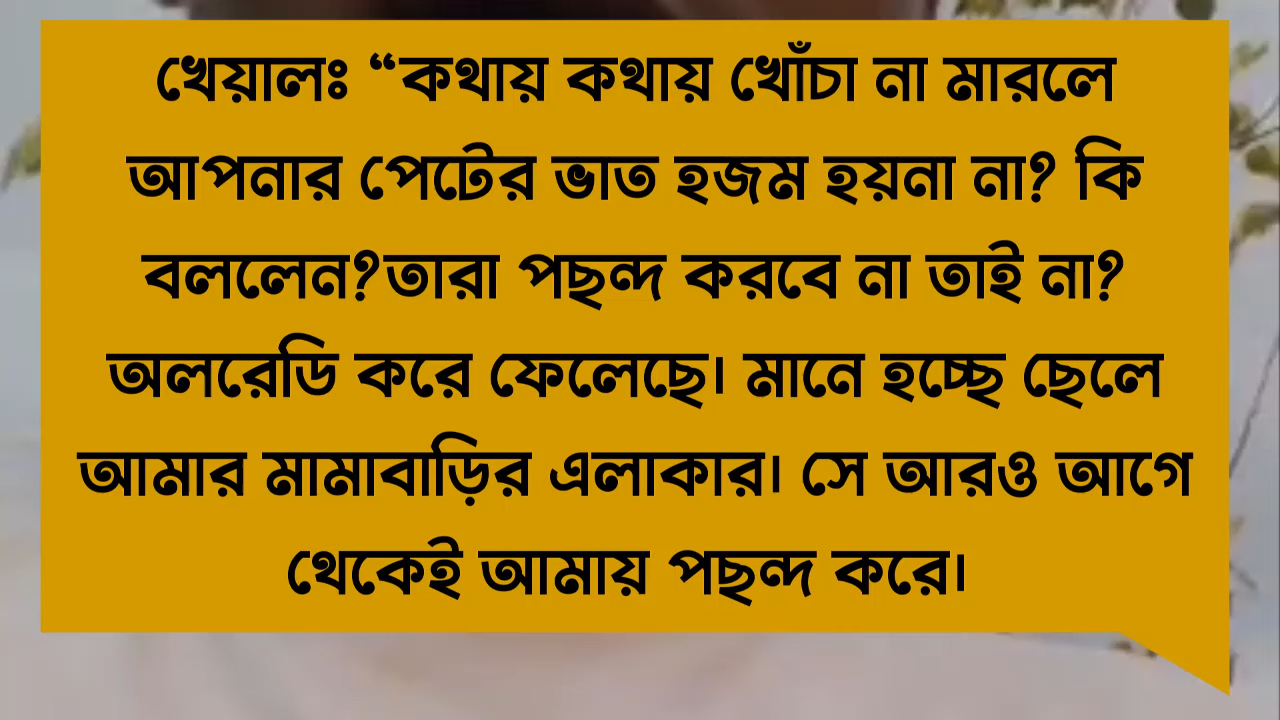 খেয়ালঃ “কথায় কথায় খোঁচা না মারলে
আপনার পেটের ভাত হজম হয়না না? কি
বললেন?তারা পছন্দ করবে না তাই না?
অলরেডি করে ফেলেছে। মানে হচ্ছে ছেলে
আমার মামাবাড়ির এলাকার। সে আরও আগে
থেকেই আমায় পছন্দ করে।